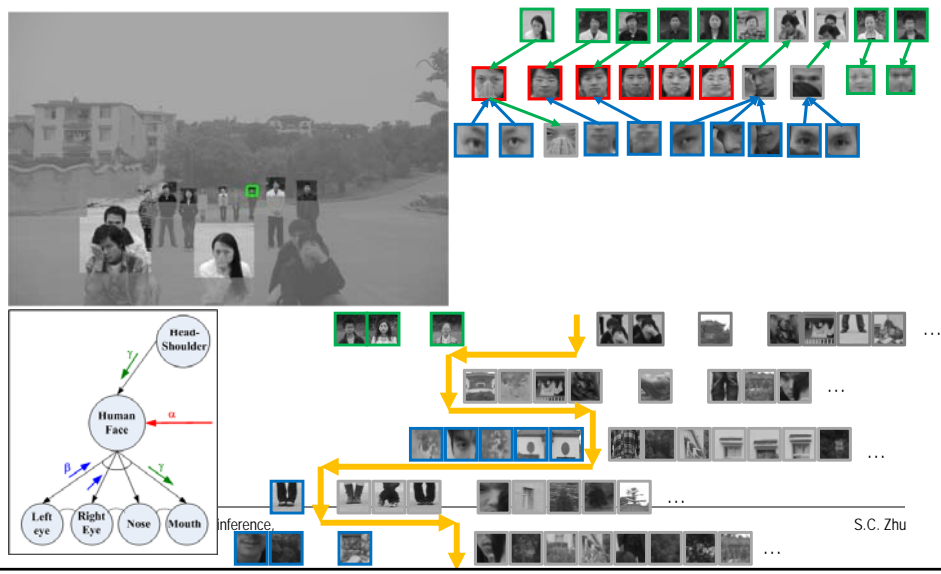 Head-
Shoulder
γ
Human
Face
α
β
γ
Left
eye
Right
Eye
Nose
Mouth
...
...
...
...
inference,
S.C. Zhu
...